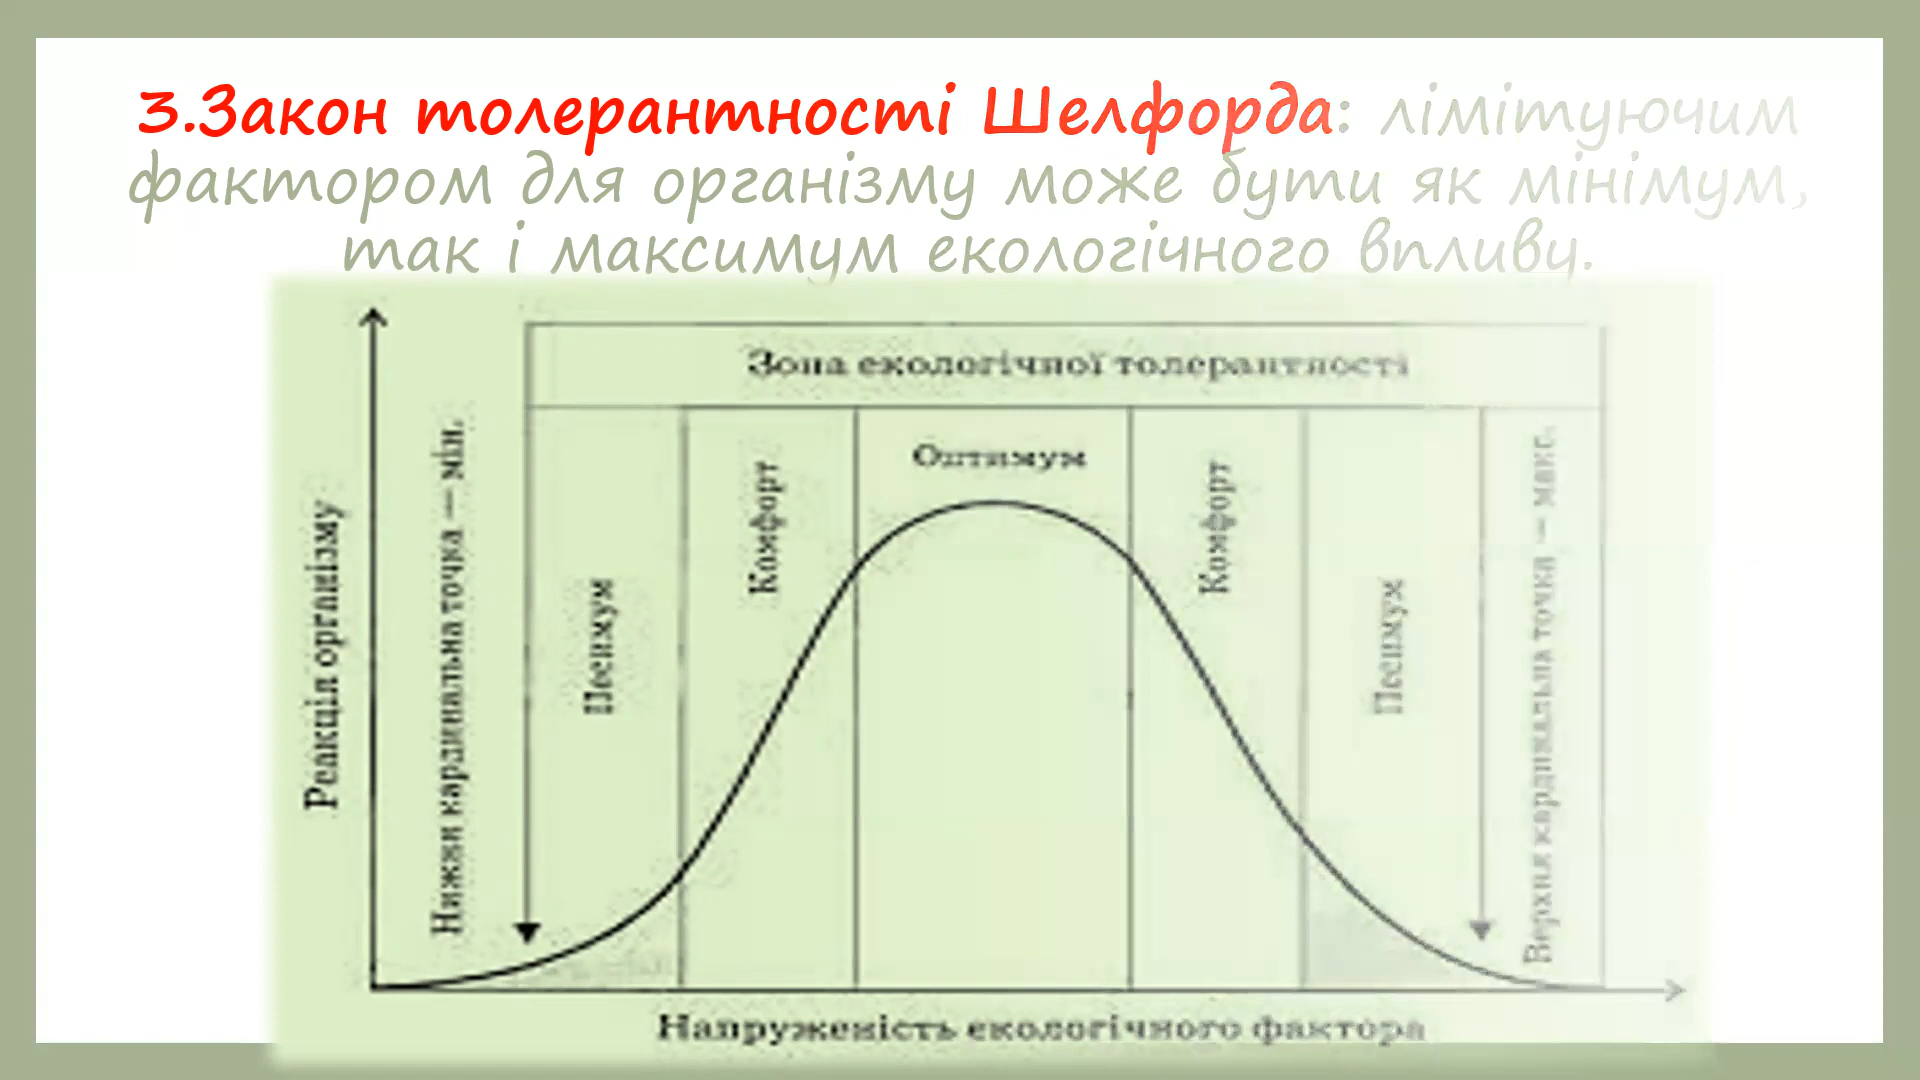 3.Закон толерантності Шелфорда: лімітуючим
фактором для організму може бути як мінімум,
так і максимум екологічного впливу.
Зона екологічної толерантності
Реакція організму
Нижня кардинальна точка — мін.
Песимум
Комфорт
Оптимум
Комфорт
Песимум
Верхня кардинальна точка — макс.
Напруженість екологічного фактора